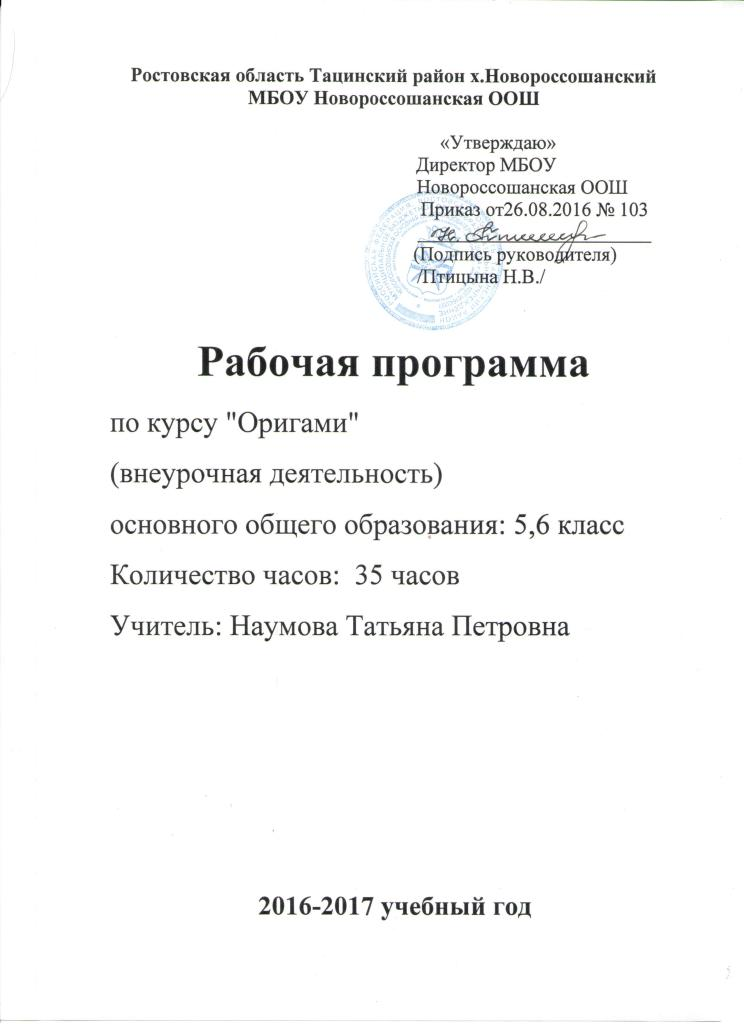 Ростовская область Тацинский район х.Новороссошанский
МБОУ Новороссошанская ООШ
«Утверждаю»
Директор МБОУ
Новороссошанская ООШ
Приказ от26.08.2016 № 103
(Подпись руководителя)
/Птицына Н.В./
Рабочая программа
по курсу "Оригами"
(внеурочная деятельность)
основного общего образования: 5,6 класс
Количество часов:  35 часов
Учитель: Наумова Татьяна Петровна
2016-2017 учебный год